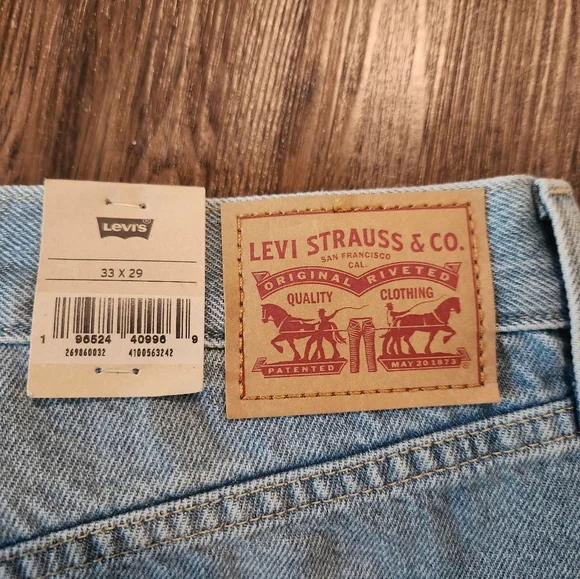 Levi's
33 X 29
1 96524 40996 9
269860032 4100563242
LEVI STRAUSS & CO.
SAN FRANCISCO
CAL
ORIGINAL RIVETED
QUALITY CLOTHING
PATENTED MAY 20 1873